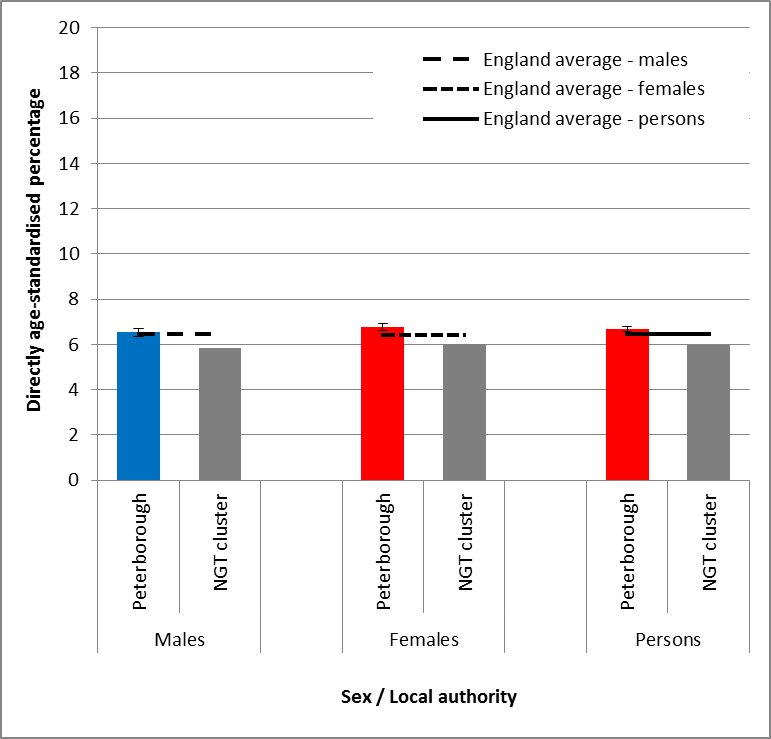 20
18
16
14
12
10
8
6
4
2
0
Directly age-standardised percentage
England average - males
England average - females
England average - persons
Peterborough
NGT cluster
Peterborough
NGT cluster
Peterborough
NGT cluster
Males
Females
Persons
Sex / Local authority